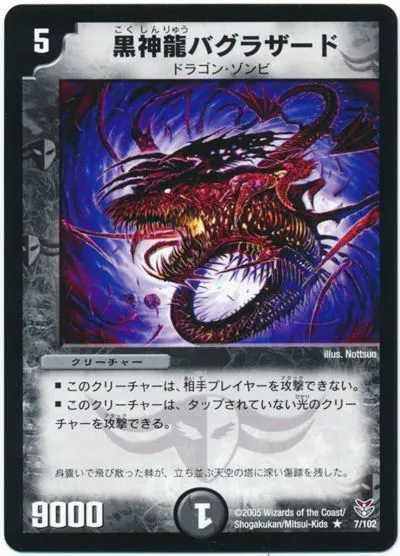 5
こくしんりゅう
黒神龍バグラザード
ドラゴン・ゾンビ
illus. Nottsuo
クリーチャー
■ このクリーチャーは、相手プレイヤーを攻撃できない。
■ このクリーチャーは、タップされていない光のクリー
チャーを攻撃できる。
身震いで飛び散った棘が、立ち並ぶ天空の塔に深い傷跡を残した。
9000
1
©2005 Wizards of the Coast/
Shogakukan/Mitsui-Kids ★ 7/102